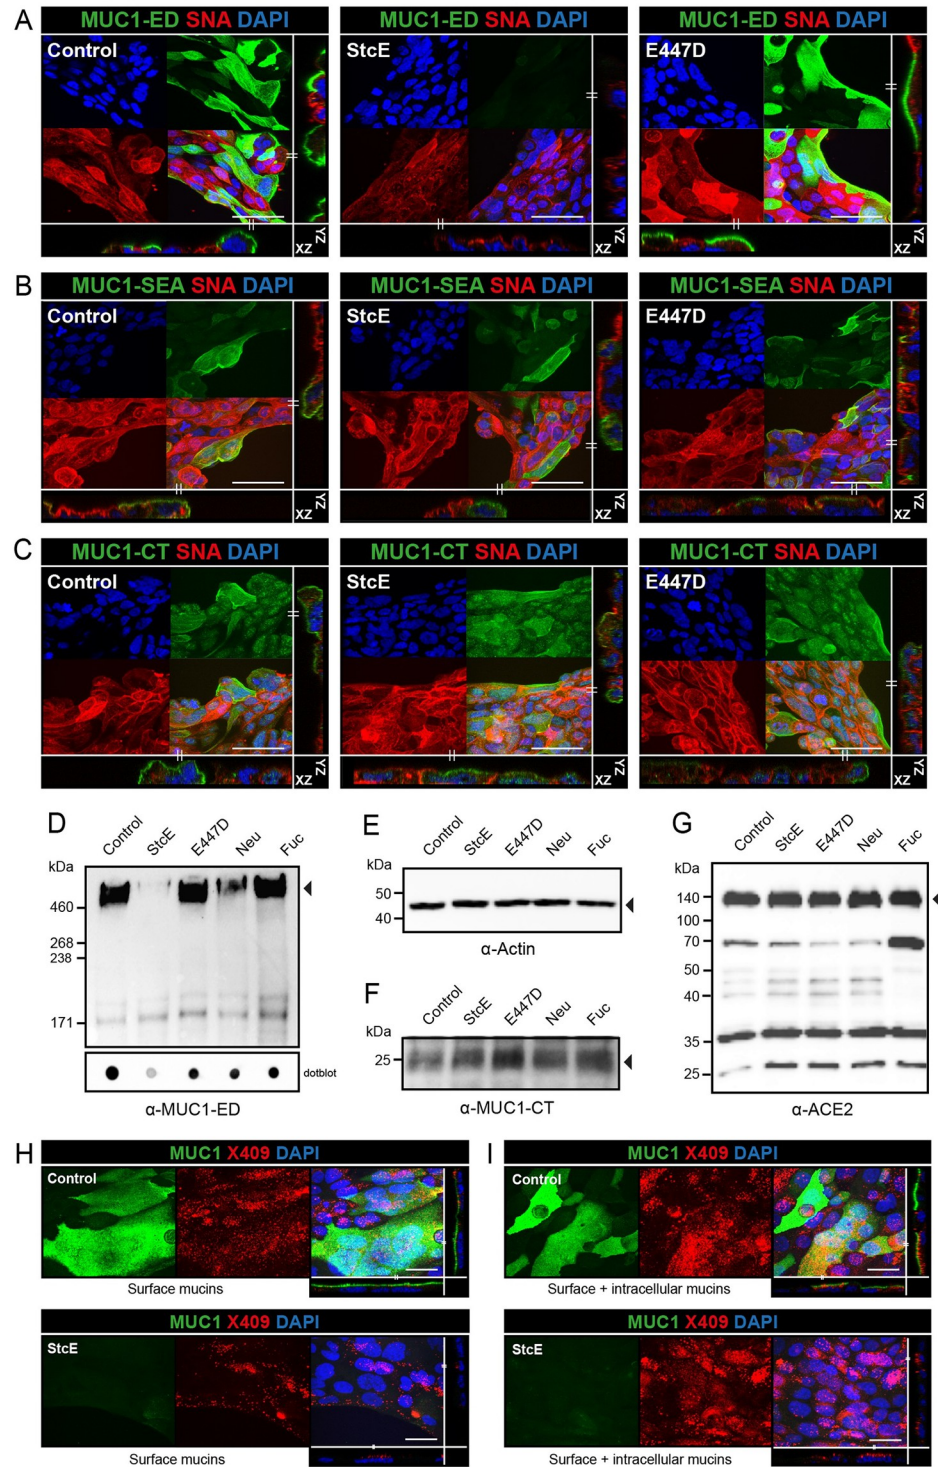 A
MUC1-ED SNA DAPI
MUC1-ED SNA DAPI
MUC1-ED SNA DAPI
Control
StcE
E447D
XZ
YZ
XZ
YZ
XZ
YZ
B
MUC1-SEA SNA DAPI
MUC1-SEA SNA DAPI
MUC1-SEA SNA DAPI
Control
StcE
E447D
XZ
YZ
XZ
YZ
XZ
YZ
C
MUC1-CT SNA DAPI
MUC1-CT SNA DAPI
MUC1-CT SNA DAPI
Control
StcE
E447D
XZ
YZ
XZ
YZ
XZ
YZ
D
Control
StcE
E447D
Neu
Fuc
kDa
460
268
238
171
dotblot
α-MUC1-ED
E
Control
StcE
E447D
Neu
Fuc
kDa
50
40
α-Actin
F
Control
StcE
E447D
Neu
Fuc
kDa
25
α-MUC1-CT
G
Control
StcE
E447D
Neu
Fuc
kDa
140
100
70
50
40
35
25
α-ACE2
H
MUC1 X409 DAPI
Control
Surface mucins
MUC1 X409 DAPI
StcE
Surface mucins
I
MUC1 X409 DAPI
Control
Surface + intracellular mucins
MUC1 X409 DAPI
StcE
Surface + intracellular mucins